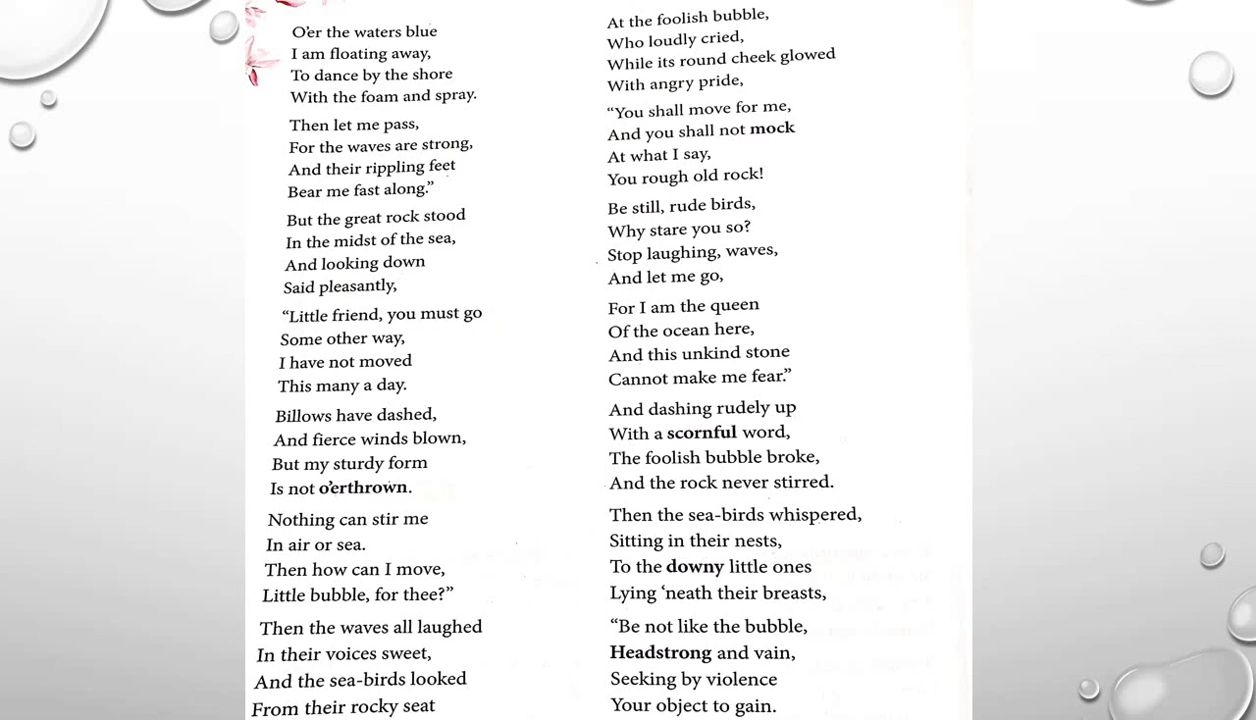 O'er the waters blue
I am floating away,
To dance by the shore
With the foam and spray.
Then let me pass,
For the waves are strong,
And their rippling feet
Bear me fast along.”
But the great rock stood
In the midst of the sea,
And looking down
Said pleasantly,
“Little friend, you must go
Some other way,
I have not moved
This many a day.
Billows have dashed,
And fierce winds blown,
But my sturdy form
Is not o'erthrown.
Nothing can stir me
In air or sea.
Then how can I move,
Little bubble, for thee?”
Then the waves all laughed
In their voices sweet,
And the sea-birds looked
From their rocky seat
At the foolish bubble,
Who loudly cried,
While its round cheek glowed
With angry pride,
“You shall move for me,
And you shall not mock
At what I say,
You rough old rock!
Be still, rude birds,
Why stare you so?
Stop laughing, waves,
And let me go,
For I am the queen
Of the ocean here,
And this unkind stone
Cannot make me fear.”
And dashing rudely up
With a scornful word,
The foolish bubble broke,
And the rock never stirred.
Then the sea-birds whispered,
Sitting in their nests,
To the downy little ones
Lying ‘neath their breasts,
“Be not like the bubble,
Headstrong and vain,
Seeking by violence
Your object to gain.